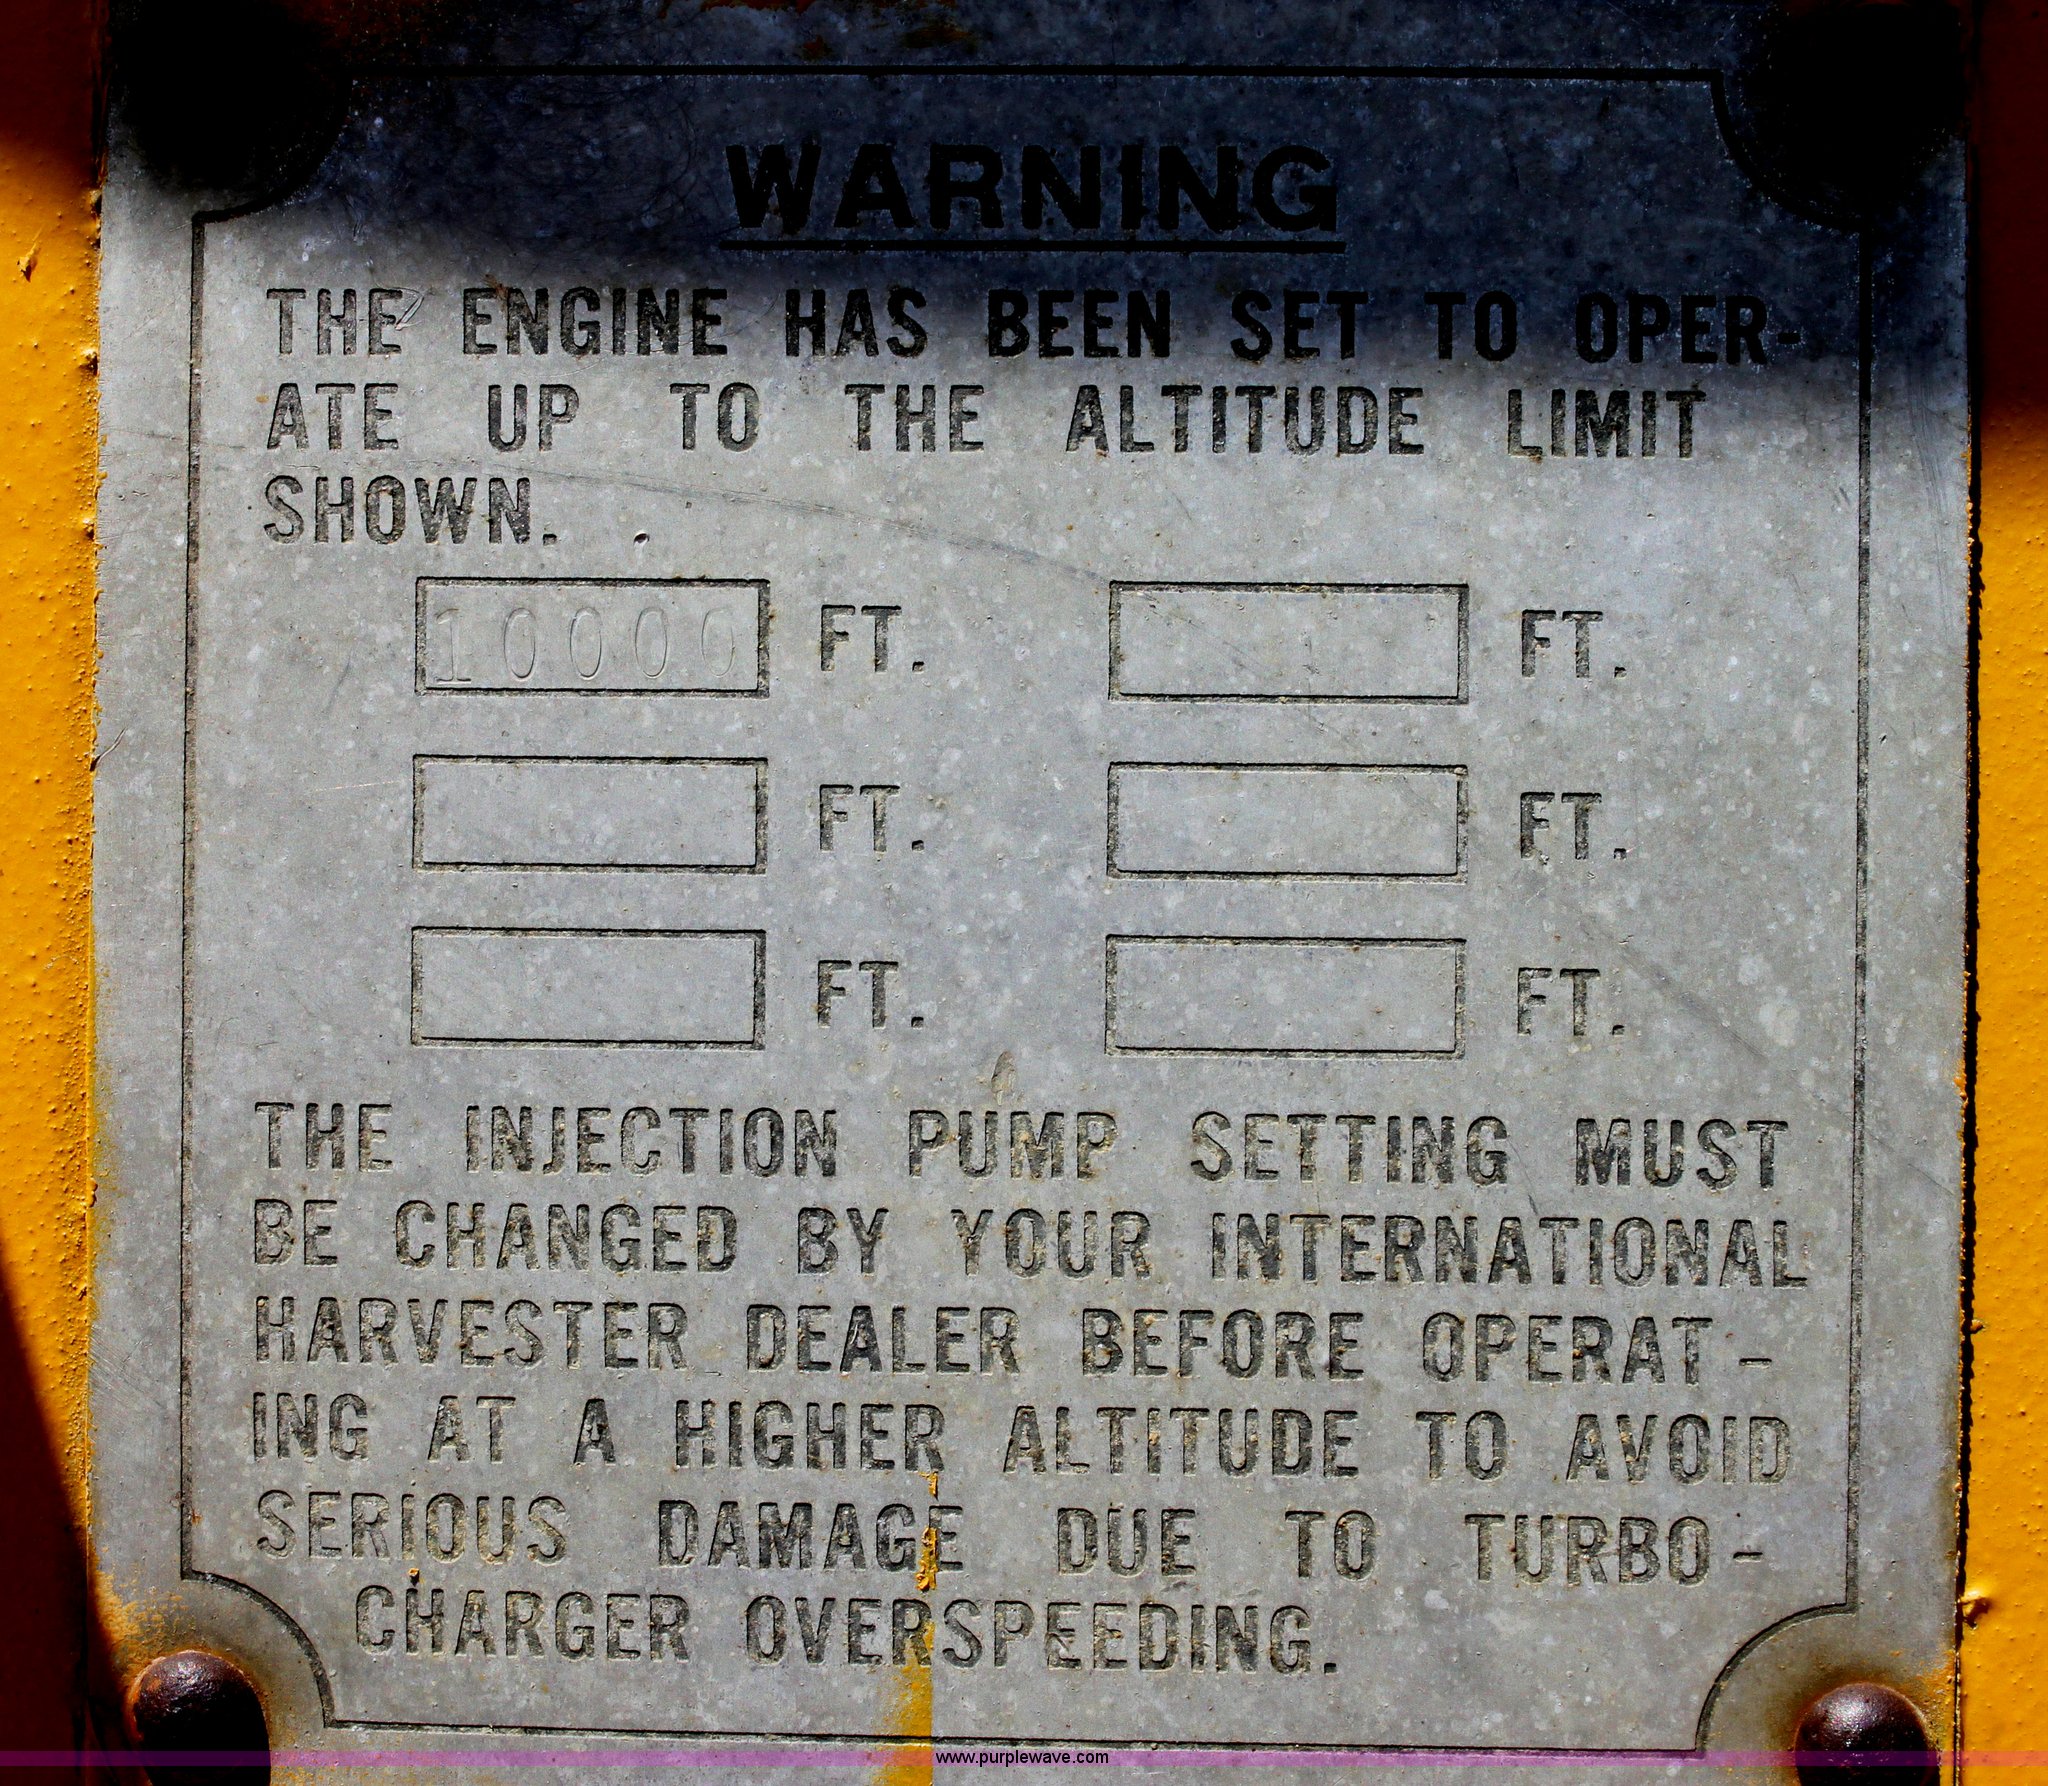 WARNING
THE ENGINE HAS BEEN SET TO OPER-
ATE UP TO THE ALTITUDE LIMIT
SHOWN.
10000 FT. FT.
FT. FT.
FT. FT.
THE INJECTION PUMP SETTING MUST
BE CHANGED BY YOUR INTERNATIONAL
HARVESTER DEALER BEFORE OPERAT-
ING AT A HIGHER ALTITUDE TO AVOID
SERIOUS DAMAGE DUE TO TURBO-
CHARGER OVERSPEEDING.
www.purplewave.com